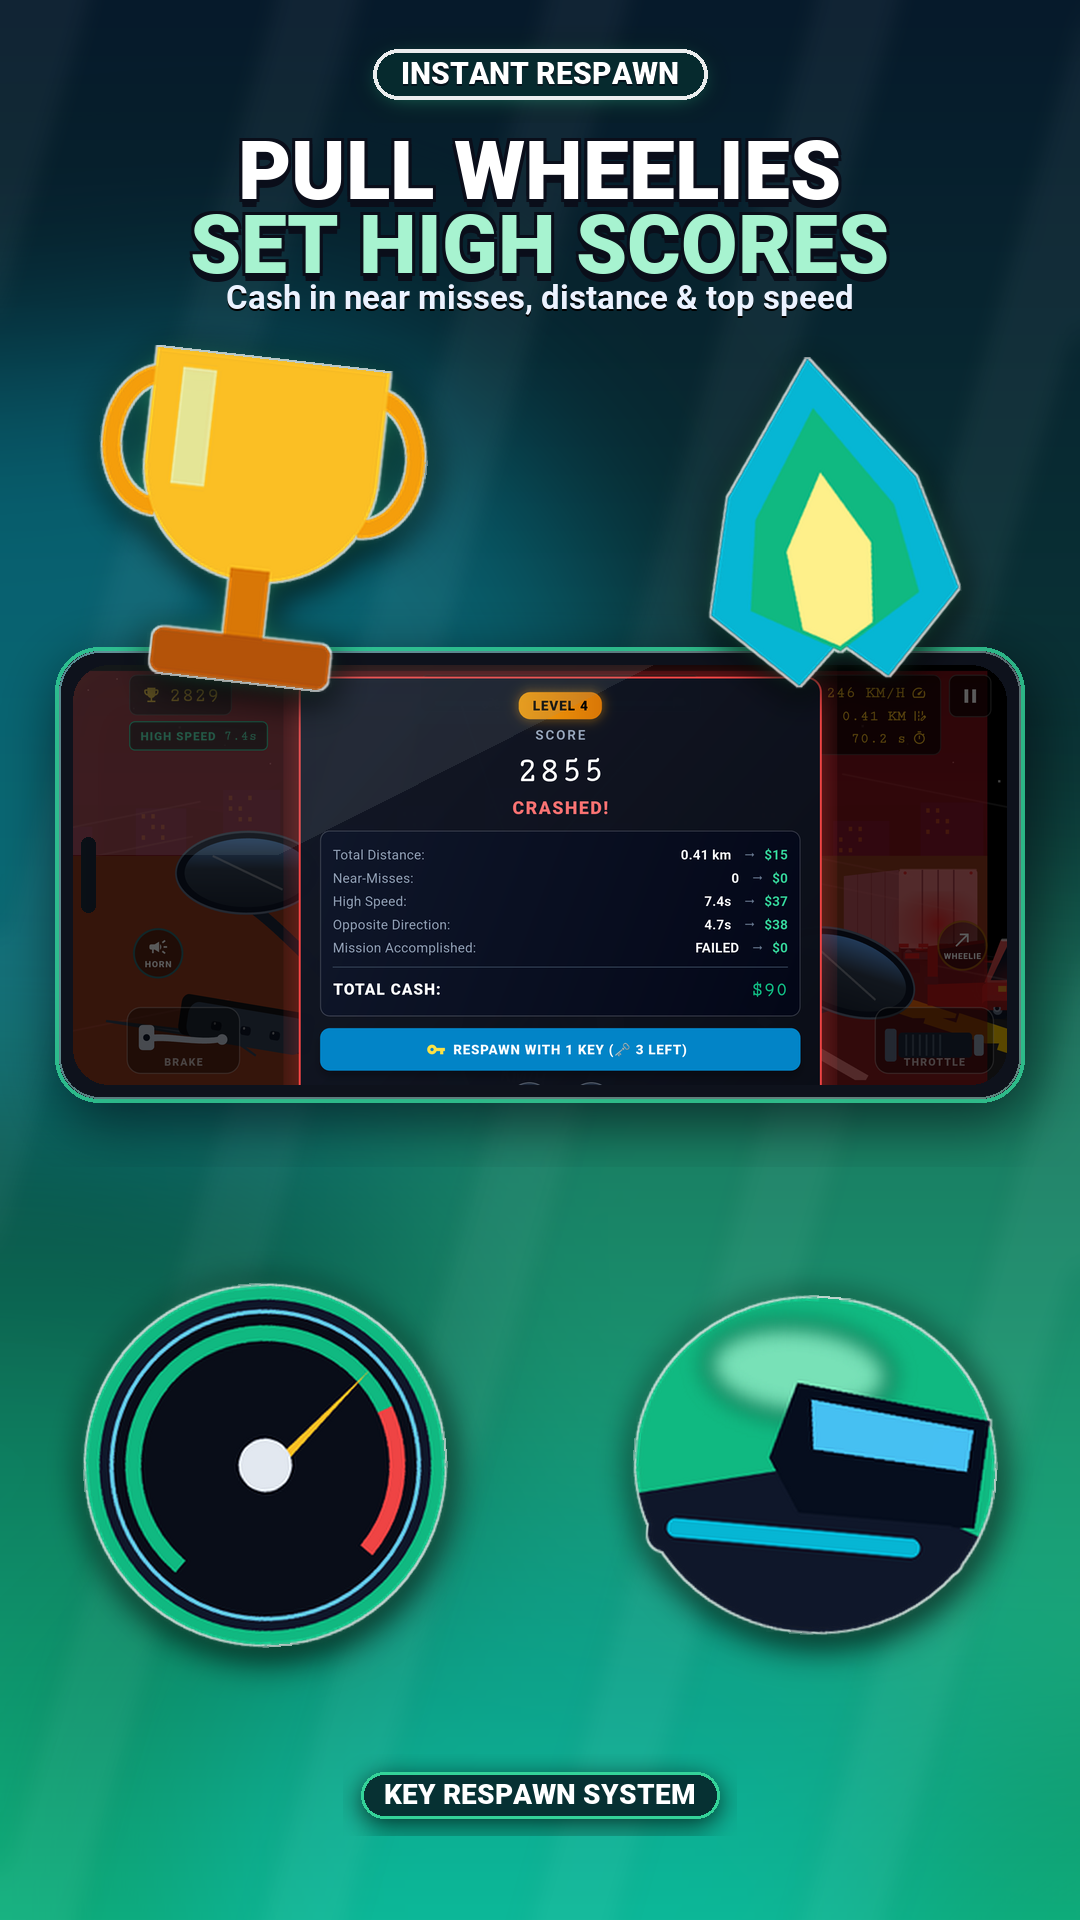 INSTANT RESPAWN
PULL WHEELIES
SET HIGH SCORES
Cash in near misses, distance & top speed
2829
HIGH SPEED 7.4s
246 KM/H
0.41 KM
70.2 s
LEVEL 4
SCORE
2855
CRASHED!
Total Distance: 0.41 km → $15
Near-Misses: 0 → $0
High Speed: 7.4s → $37
Opposite Direction: 4.7s → $38
Mission Accomplished: FAILED → $0
TOTAL CASH: $90
RESPAWN WITH 1 KEY (🗝 3 LEFT)
HORN
WHEELIE
BRAKE
THROTTLE
KEY RESPAWN SYSTEM